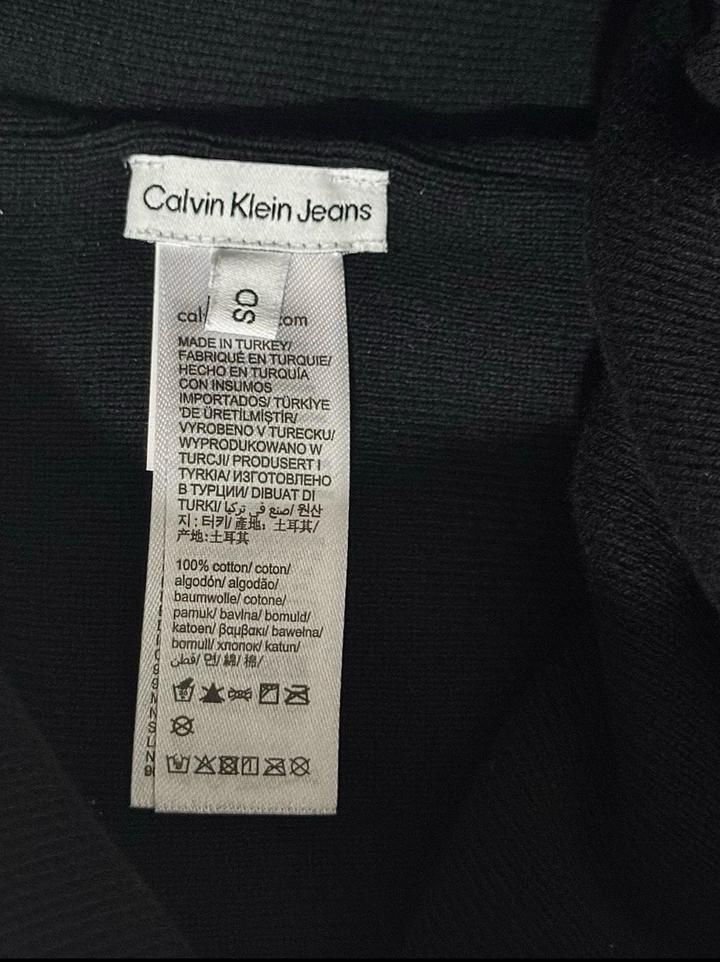 Calvin Klein Jeans
OS
cal com
MADE IN TURKEY/
FABRIQUÉ EN TURQUIE/
HECHO EN TURQUÍA
CON INSUMOS
IMPORTADOS/ TÜRKİYE
'DE ÜRETİLMİŞTİR/
VYROBENO V TURECKU/
WYPRODUKOWANO W
TURCJI/ PRODUSERT I
TYRKIA/ ИЗГОТОВЛЕНО
В ТУРЦИИ/ DIBUAT DI
TURKI/ صنع في تركيا/ 원산
지: 터키/ 產地: 土耳其/
产地:土耳其
100% cotton/ coton/
algodón/ algodão/
baumwolle/ cotone/
pamuk/ bavlna/ bomuld/
katoen/ βαμβακι/ bawełna/
bomull/ хлопок/ katun/
قطن/ 면/ 綿/ 棉/